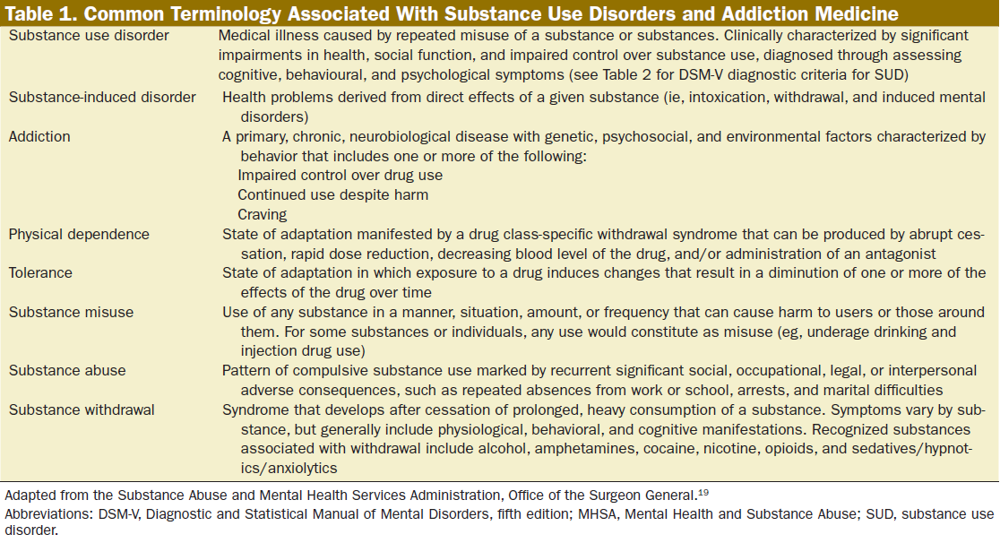 Table 1. Common Terminology Associated With Substance Use Disorders and Addiction Medicine
Substance use disorder Medical illness caused by repeated misuse of a substance or substances. Clinically characterized by significant
impairments in health, social function, and impaired control over substance use, diagnosed through assessing
cognitive, behavioural, and psychological symptoms (see Table 2 for DSM-V diagnostic criteria for SUD)
Substance-induced disorder Health problems derived from direct effects of a given substance (ie, intoxication, withdrawal, and induced mental
disorders)
Addiction A primary, chronic, neurobiological disease with genetic, psychosocial, and environmental factors characterized by
behavior that includes one or more of the following:
Impaired control over drug use
Continued use despite harm
Craving
Physical dependence State of adaptation manifested by a drug class-specific withdrawal syndrome that can be produced by abrupt ces-
sation, rapid dose reduction, decreasing blood level of the drug, and/or administration of an antagonist
Tolerance State of adaptation in which exposure to a drug induces changes that result in a diminution of one or more of the
effects of the drug over time
Substance misuse Use of any substance in a manner, situation, amount, or frequency that can cause harm to users or those around
them. For some substances or individuals, any use would constitute as misuse (eg, underage drinking and
injection drug use)
Substance abuse Pattern of compulsive substance use marked by recurrent significant social, occupational, legal, or interpersonal
adverse consequences, such as repeated absences from work or school, arrests, and marital difficulties
Substance withdrawal Syndrome that develops after cessation of prolonged, heavy consumption of a substance. Symptoms vary by sub-
stance, but generally include physiological, behavioral, and cognitive manifestations. Recognized substances
associated with withdrawal include alcohol, amphetamines, cocaine, nicotine, opioids, and sedatives/hypnot-
ics/anxiolytics
Adapted from the Substance Abuse and Mental Health Services Administration, Office of the Surgeon General.19
Abbreviations: DSM-V, Diagnostic and Statistical Manual of Mental Disorders, fifth edition; MHSA, Mental Health and Substance Abuse; SUD, substance use
disorder.